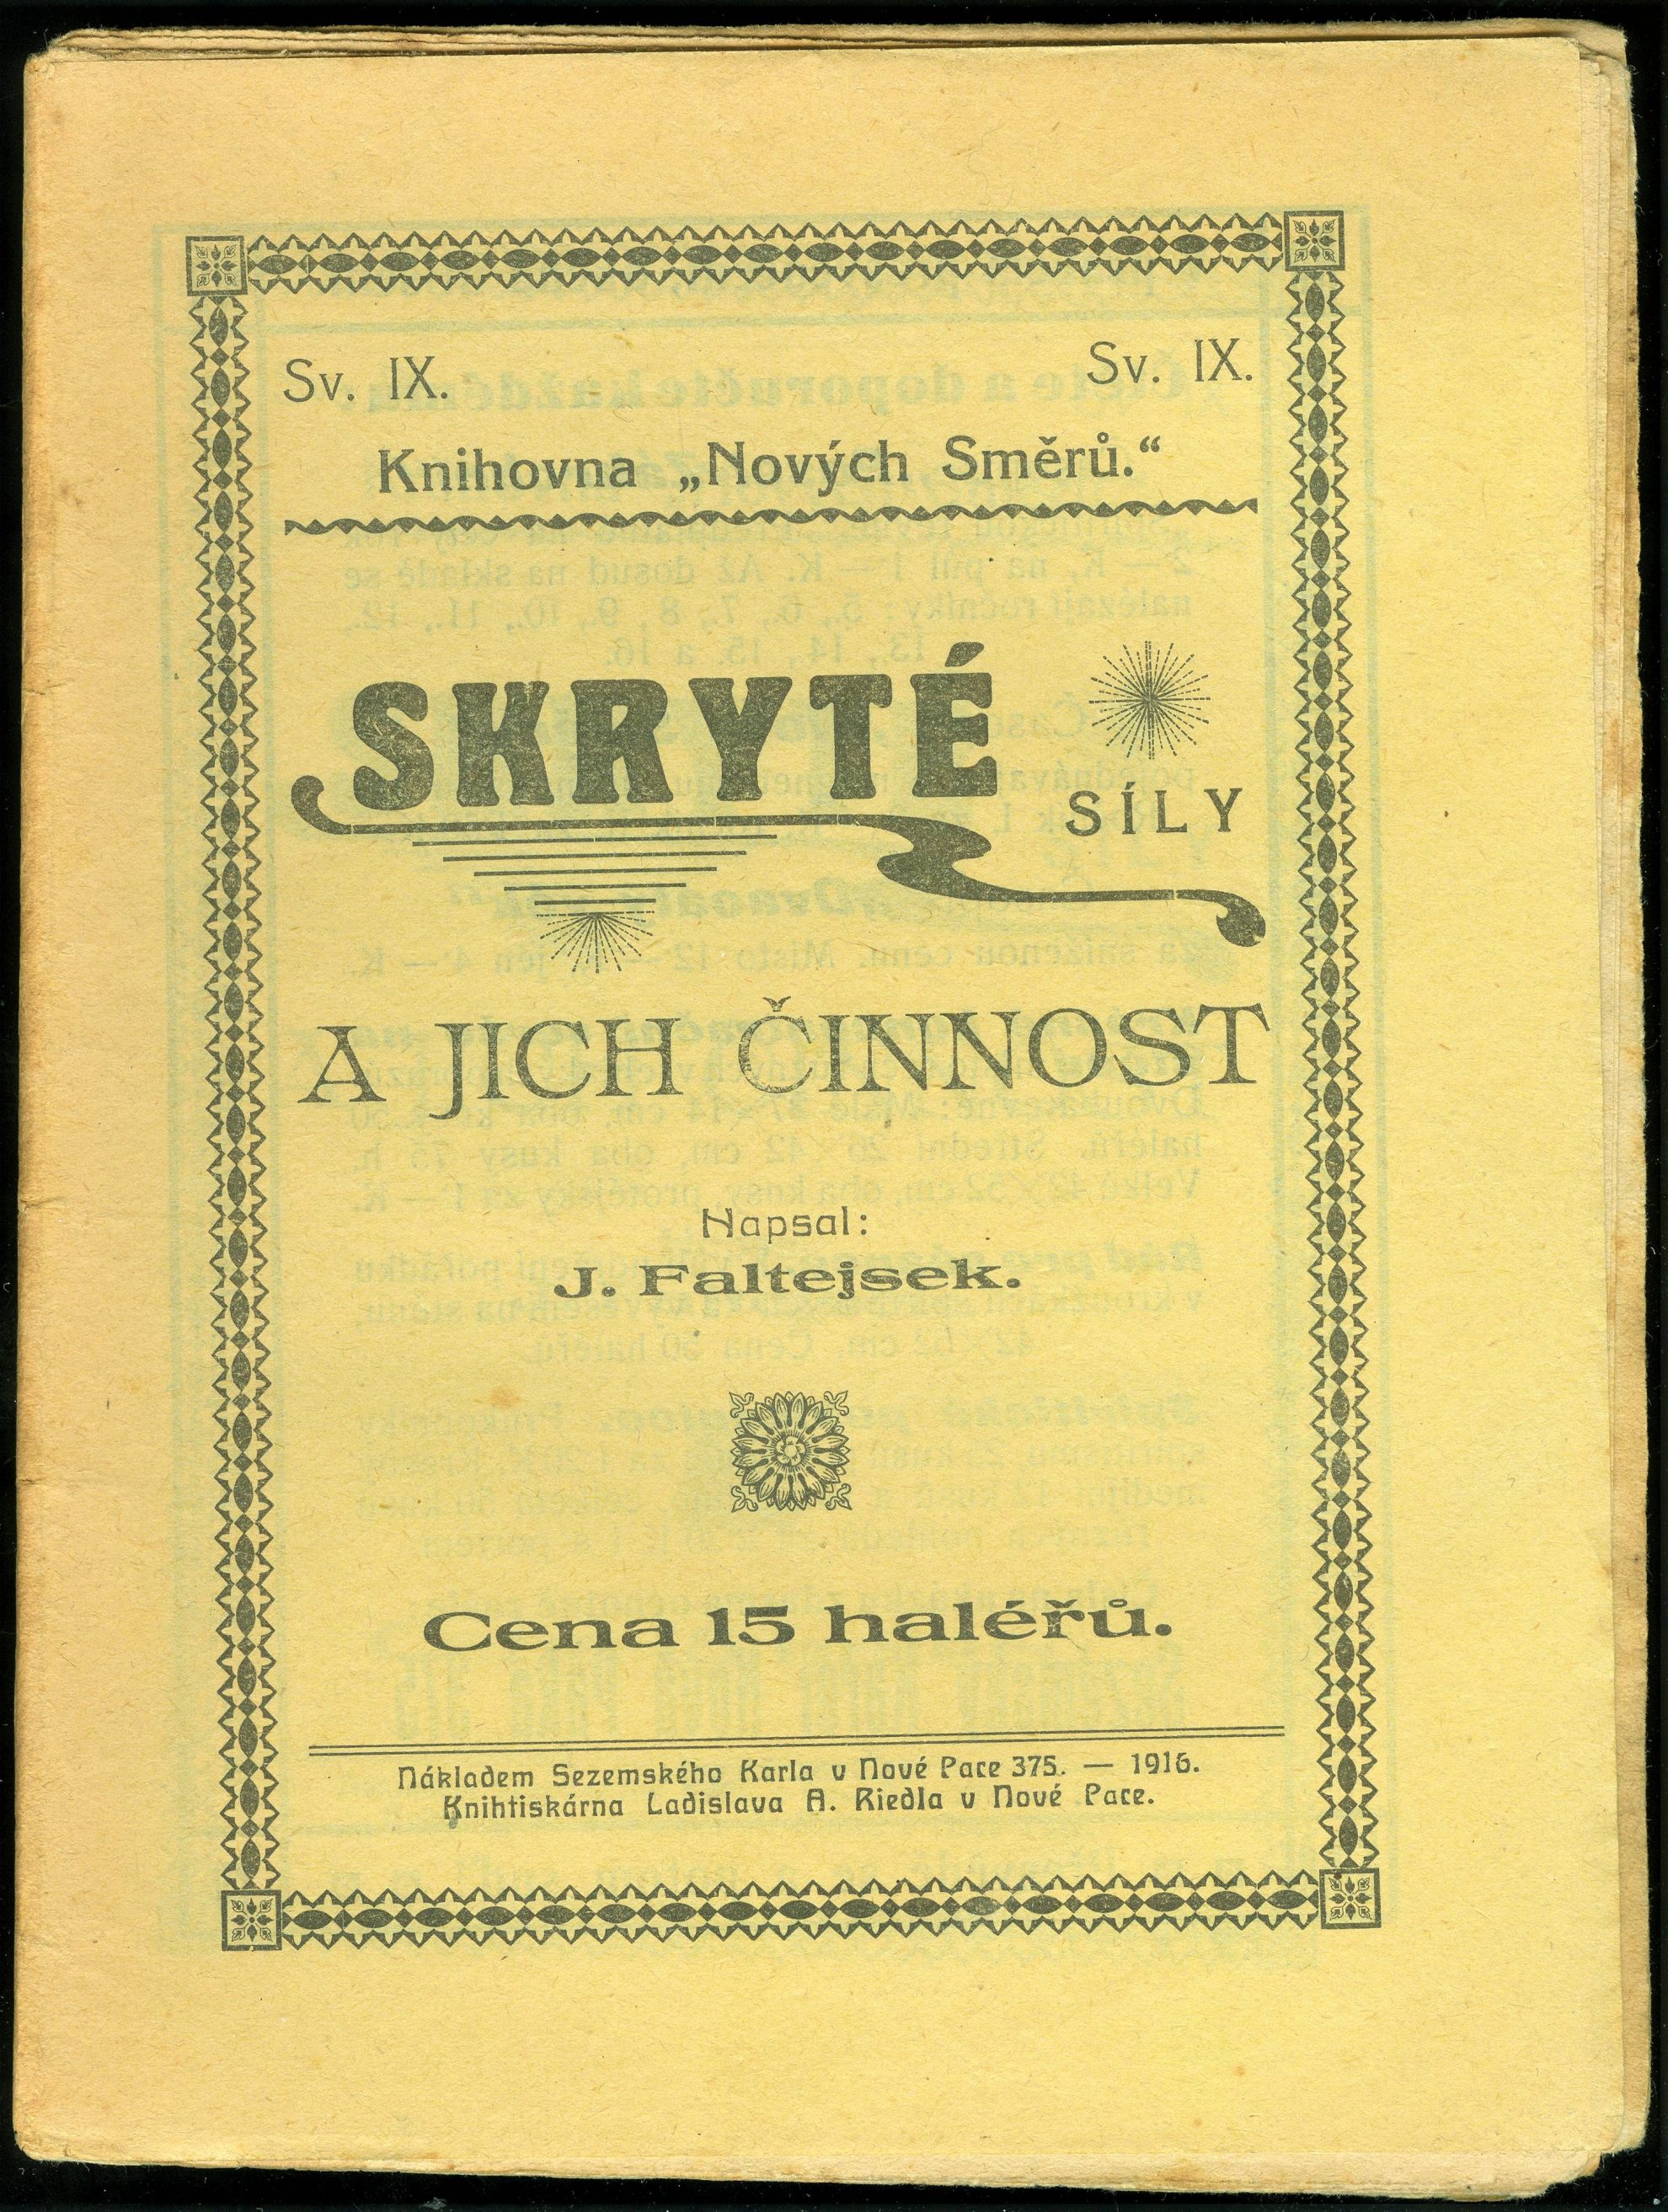 Sv. IX. Sv. IX.
Knihovna „Nových Směrů.“
SKRYTÉ
SÍLY
A JICH ČINNOST
Napsal:
J. Faltejsek.
Cena 15 haléřů.
Nákladem Sezemského Karla v Nové Pace 375. — 1916.
Knihtiskárna Ladislava A. Riedla v Nové Pace.